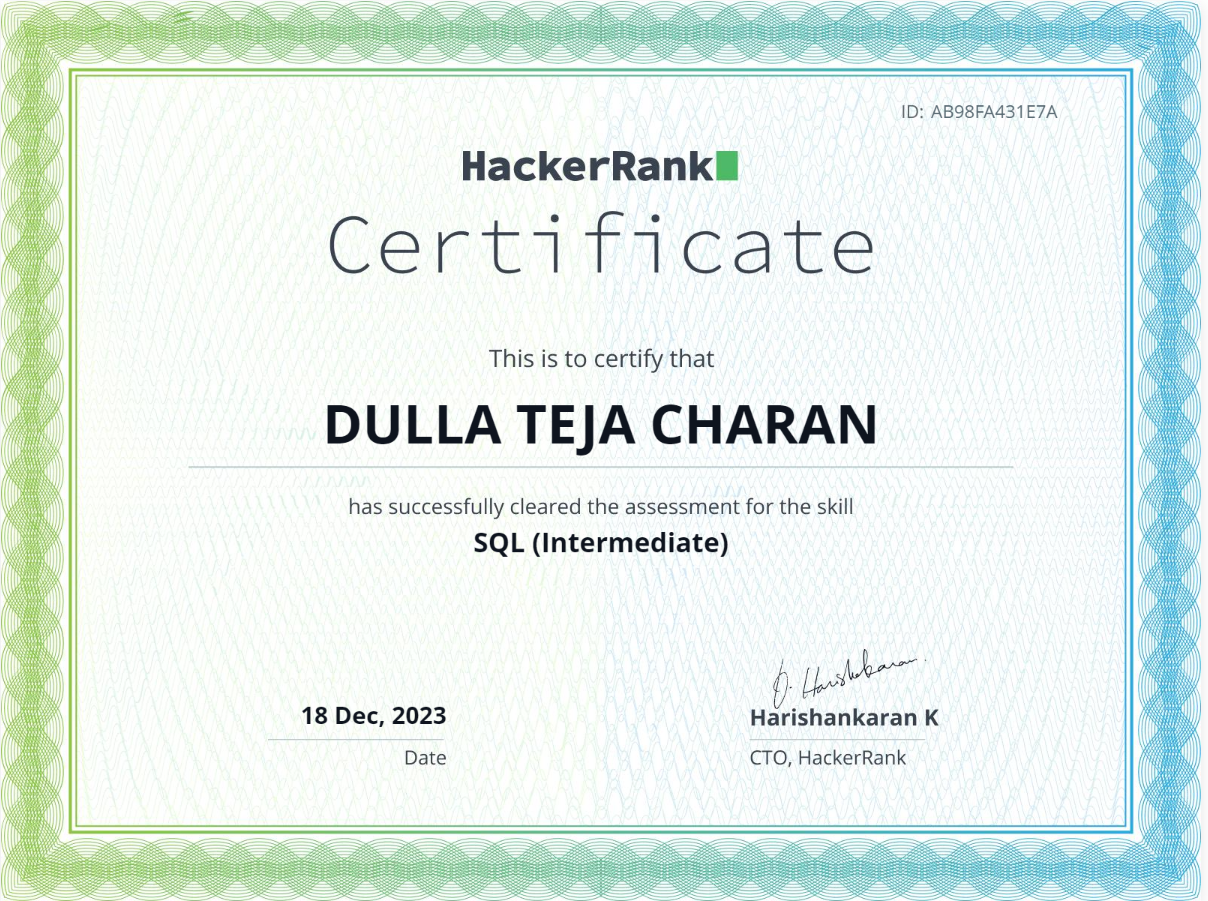 ID: AB98FA431E7A
HackerRank
Certificate
This is to certify that
DULLA TEJA CHARAN
has successfully cleared the assessment for the skill
SQL (Intermediate)
18 Dec, 2023
Date
J. Harishankaran
Harishankaran K
CTO, HackerRank